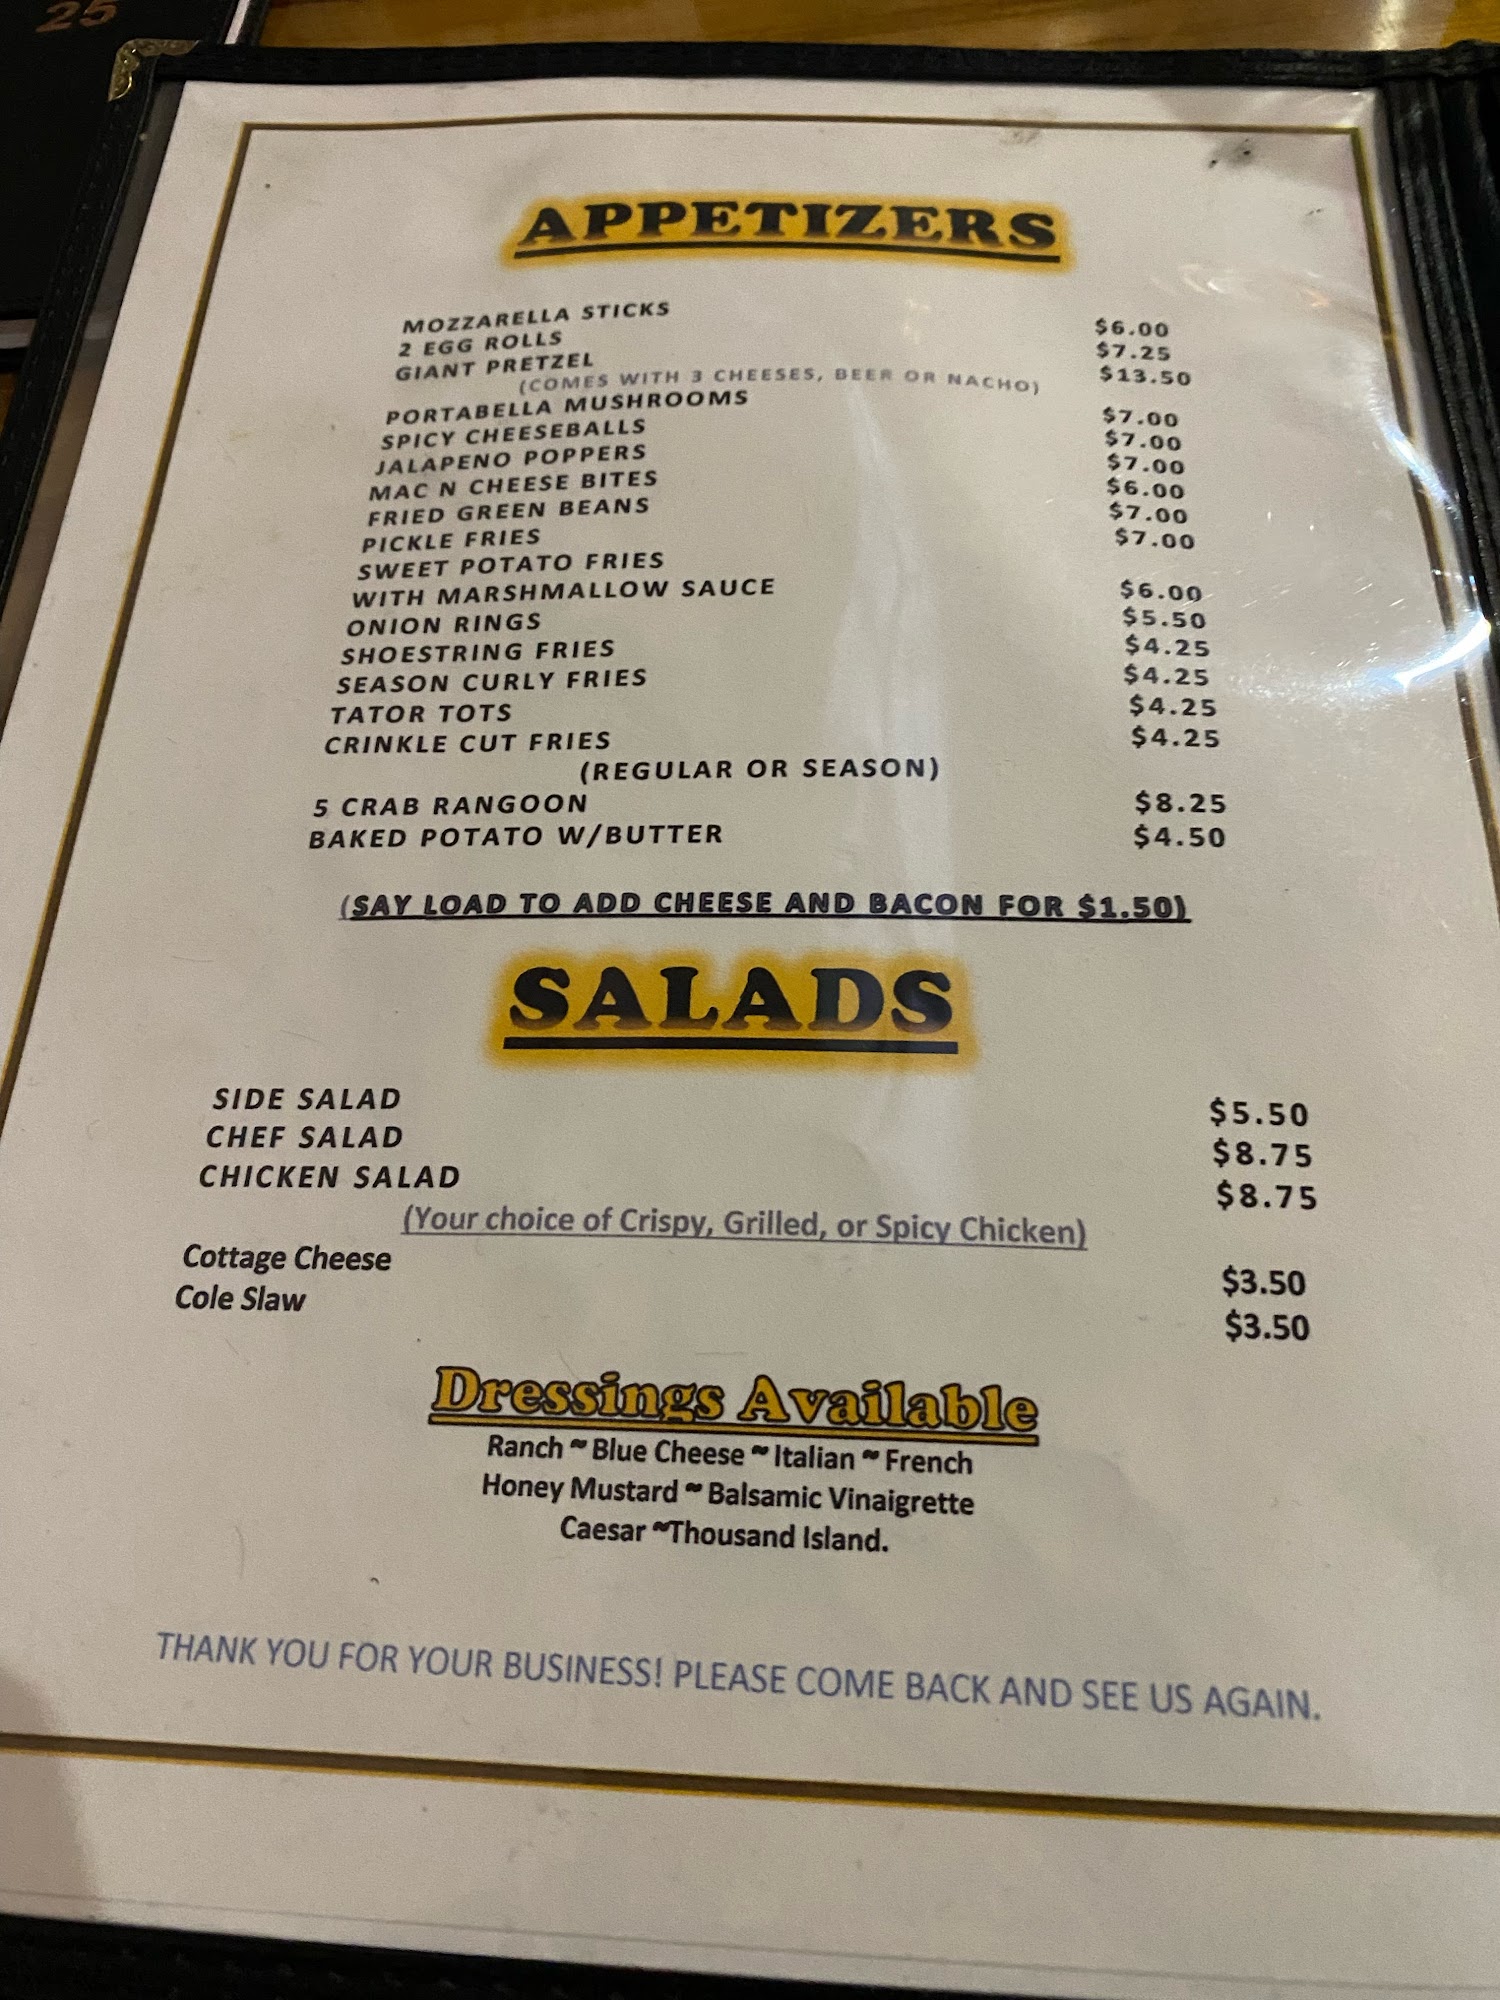 25
APPETIZERS
MOZZARELLA STICKS $6.00
2 EGG ROLLS $7.25
GIANT PRETZEL $13.50
(COMES WITH 3 CHEESES, BEER OR NACHO)
PORTABELLA MUSHROOMS $7.00
SPICY CHEESEBALLS $7.00
JALAPENO POPPERS $7.00
MAC N CHEESE BITES $6.00
FRIED GREEN BEANS $7.00
PICKLE FRIES $7.00
SWEET POTATO FRIES
WITH MARSHMALLOW SAUCE $6.00
ONION RINGS $5.50
SHOESTRING FRIES $4.25
SEASON CURLY FRIES $4.25
TATOR TOTS $4.25
CRINKLE CUT FRIES $4.25
(REGULAR OR SEASON)
5 CRAB RANGOON $8.25
BAKED POTATO W/BUTTER $4.50
(SAY LOAD TO ADD CHEESE AND BACON FOR $1.50)
SALADS
SIDE SALAD $5.50
CHEF SALAD $8.75
CHICKEN SALAD $8.75
(Your choice of Crispy, Grilled, or Spicy Chicken)
Cottage Cheese $3.50
Cole Slaw $3.50
Dressings Available
Ranch ~ Blue Cheese ~ Italian ~ French
Honey Mustard ~ Balsamic Vinaigrette
Caesar ~Thousand Island.
THANK YOU FOR YOUR BUSINESS! PLEASE COME BACK AND SEE US AGAIN.